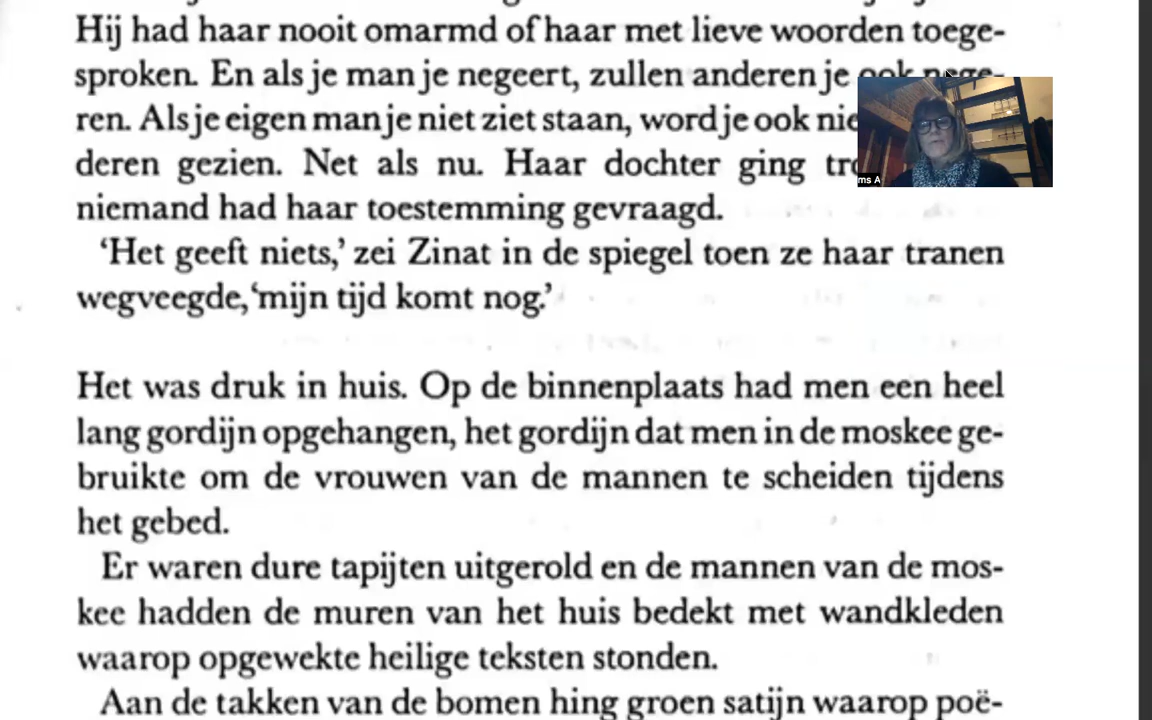 Hij had haar nooit omarmd of haar met lieve woorden toege-
sproken. En als je man je negeert, zullen anderen je ook nege-
ren. Als je eigen man je niet ziet staan, word je ook
deren gezien. Net als nu. Haar dochter ging
niemand had haar toestemming gevraagd.
‘Het geeft niets,’ zei Zinat in de spiegel toen ze haar tranen
wegveegde, ‘mijn tijd komt nog.’
Het was druk in huis. Op de binnenplaats had men een heel
lang gordijn opgehangen, het gordijn dat men in de moskee ge-
bruikte om de vrouwen van de mannen te scheiden tijdens
het gebed.
Er waren dure tapijten uitgerold en de mannen van de mos-
kee hadden de muren van het huis bedekt met wandkleden
waarop opgewekte heilige teksten stonden.
Aan de takken van de bomen hing groen satijn waarop poë-
ms A